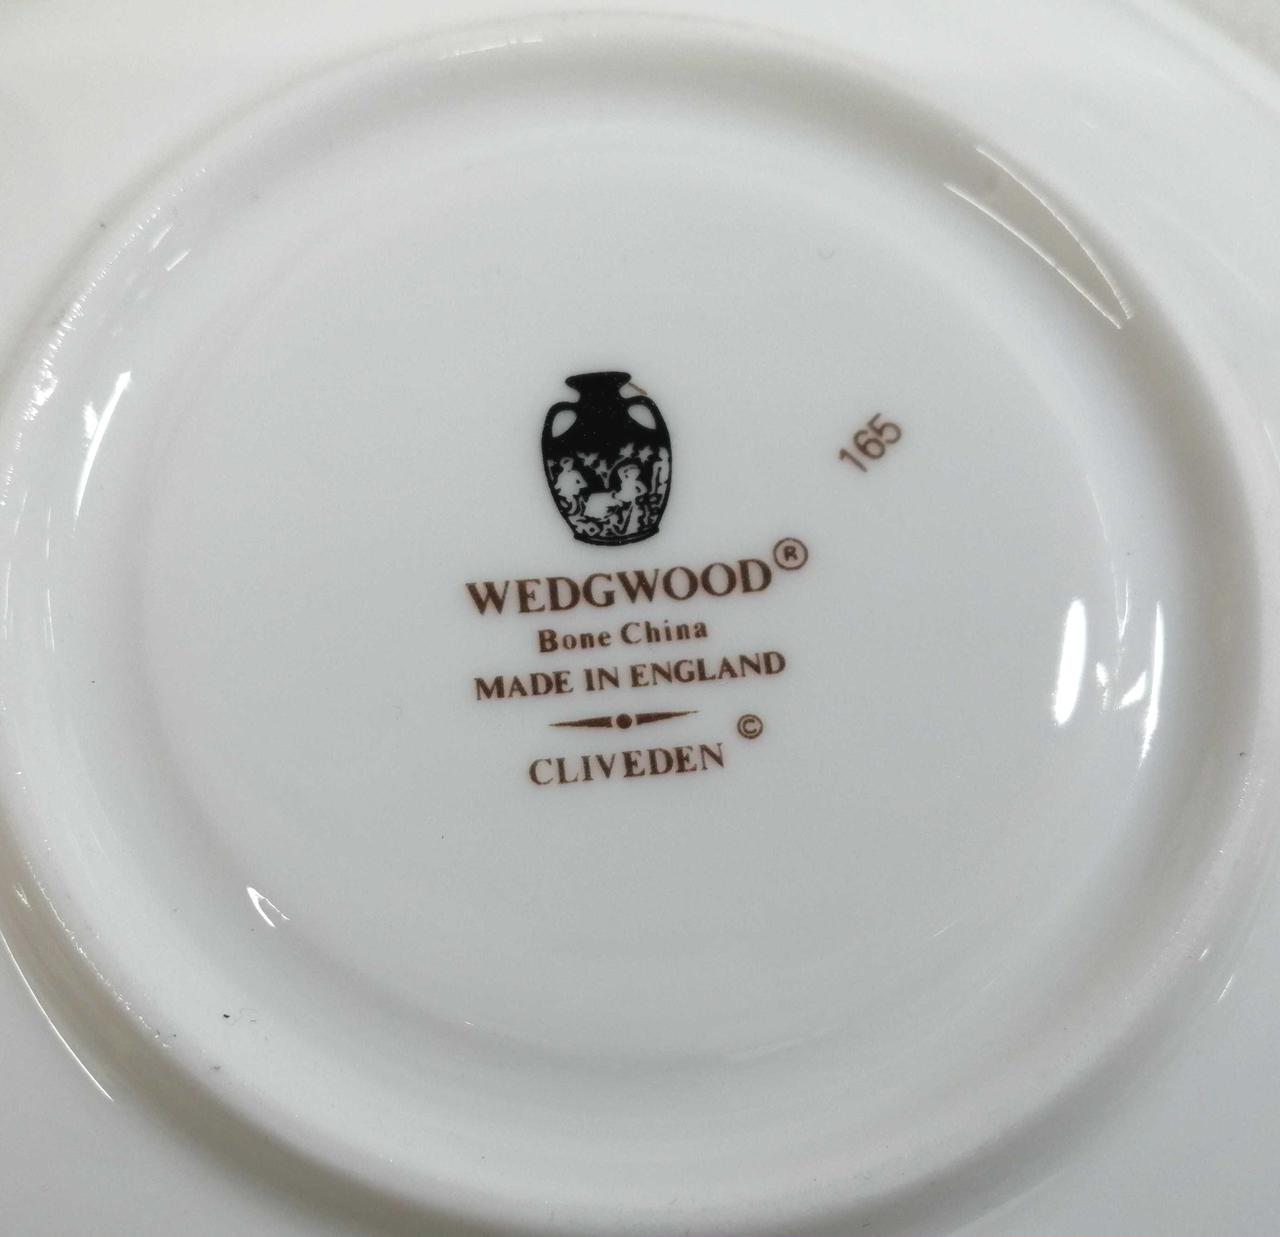 WEDGWOOD®
Bone China
MADE IN ENGLAND
CLIVEDEN ©
165